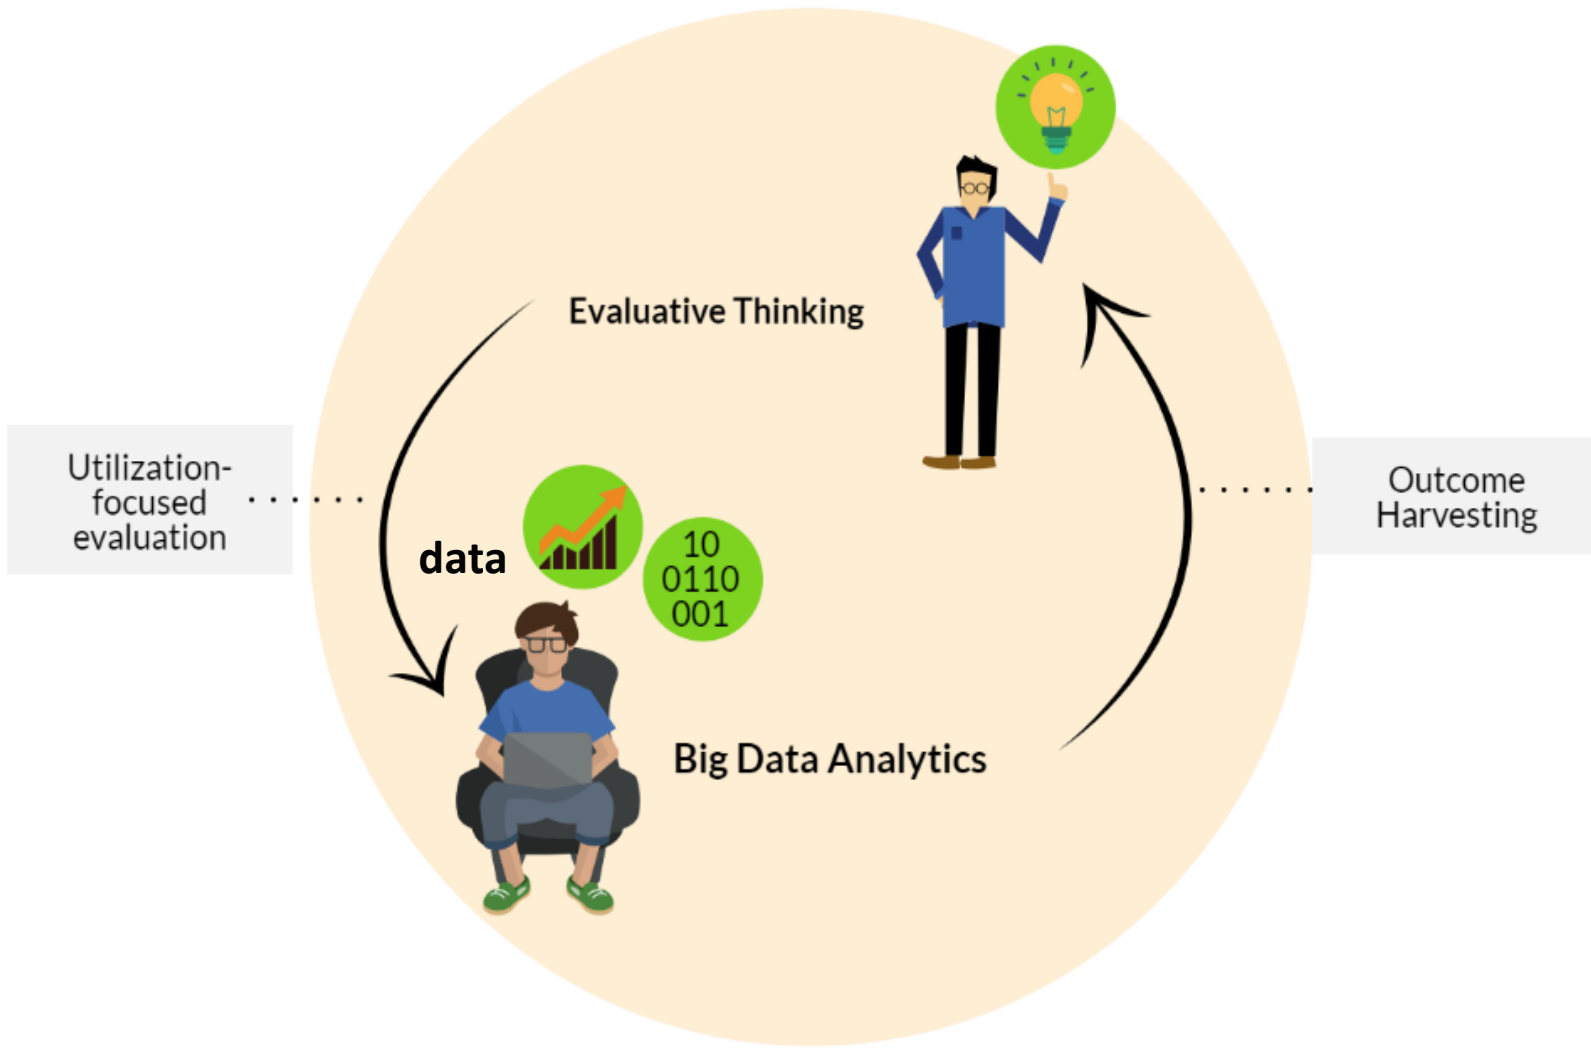 Evaluative Thinking
Utilization-
focused
evaluation
Outcome
Harvesting
data
10
0110
001
Big Data Analytics